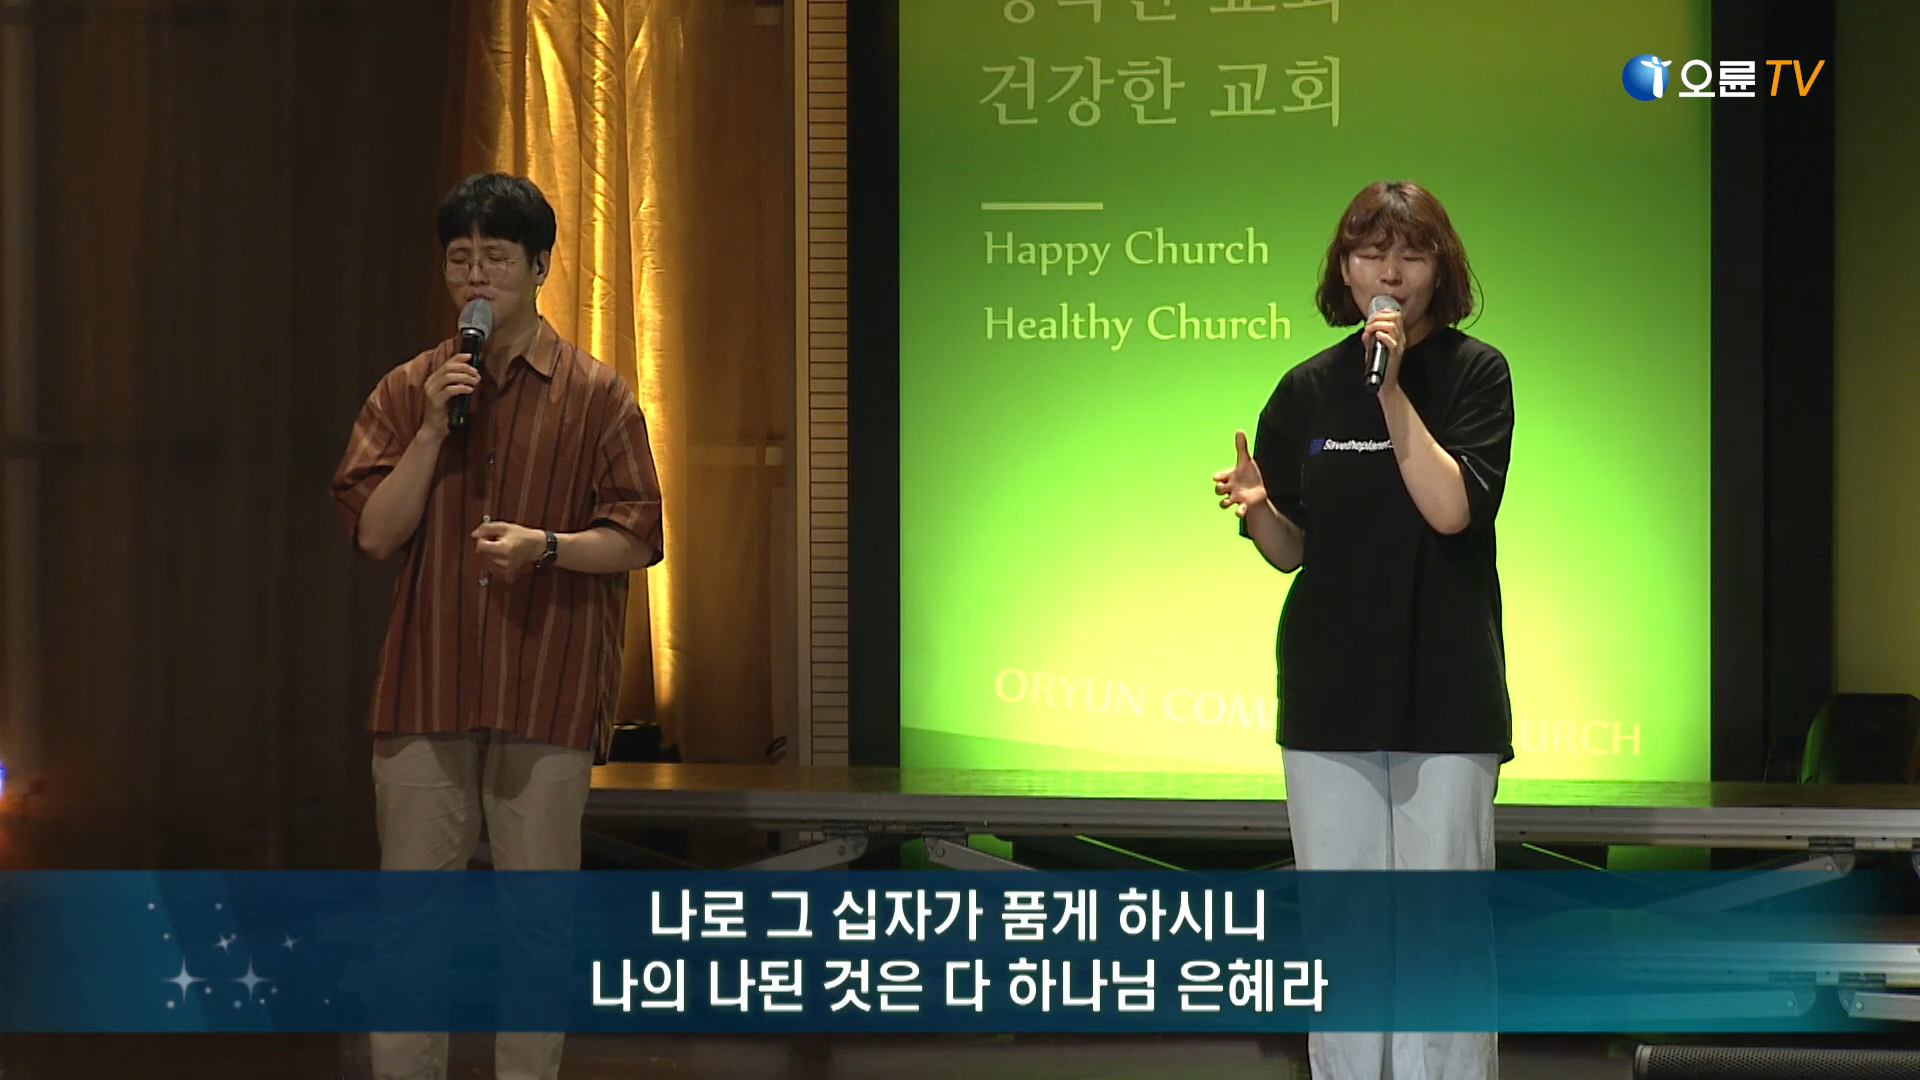 건강한 교회
오륜TV
Happy Church
Healthy Church
Savetheplanet
ORYUN COM
URCH
나로 그 십자가 품게 하시니
나의 나된 것은 다 하나님 은혜라